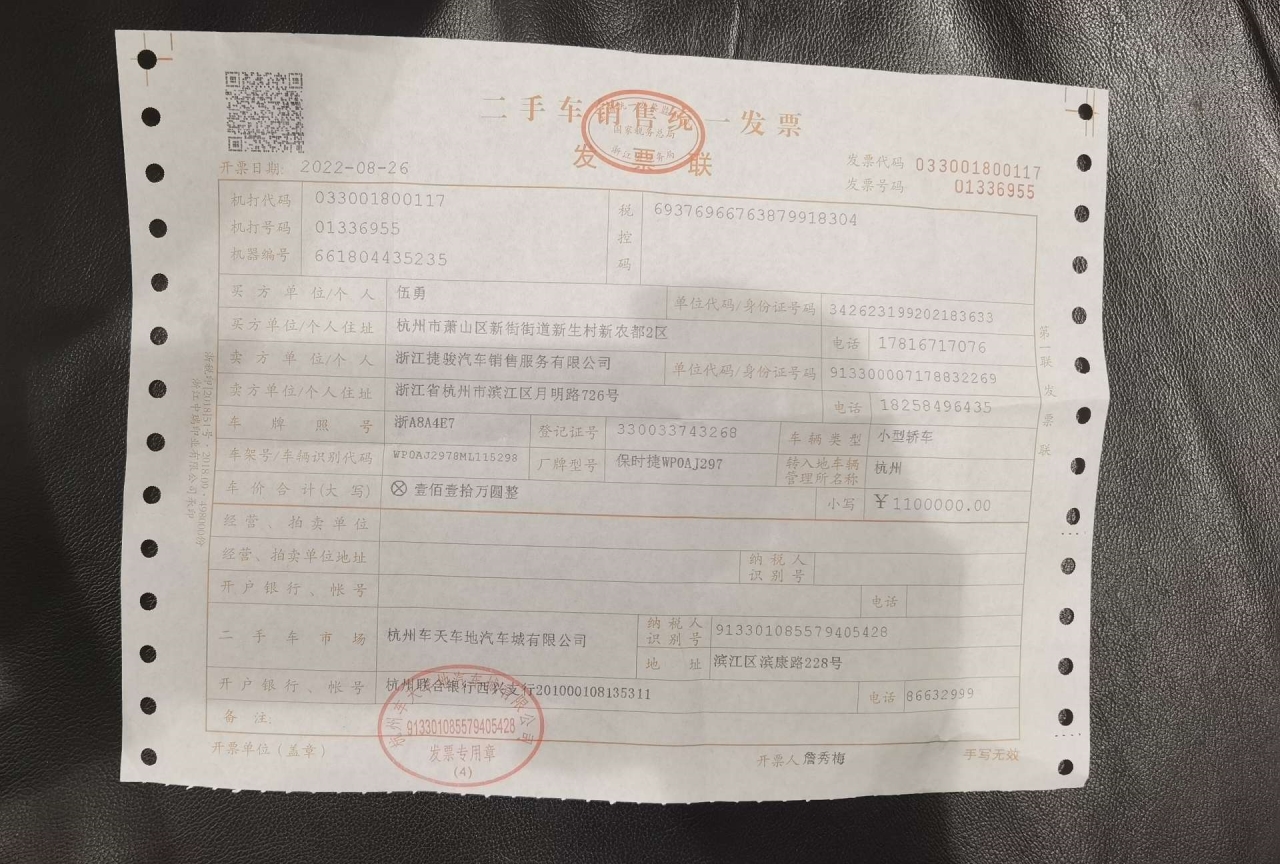 二手车销售统一发票
发票联
开票日期: 2022-08-26
发票代码 033001800117
发票号码 01336955
机打代码 033001800117
机打号码 01336955
机器编号 661804435235
税控码 69376966763879918304
买方单位/个人 伍勇 单位代码/身份证号码 342623199202183633
买方单位/个人住址 杭州市萧山区新街街道新生村新农都2区 电话 17816717076
卖方单位/个人 浙江捷骏汽车销售服务有限公司 单位代码/身份证号码 913300007178832269
卖方单位/个人住址 浙江省杭州市滨江区月明路726号 电话 18258496435
车牌照号 浙A8A4E7 登记证号 330033743268 车辆类型 小型轿车
车架号/车辆识别代码 WP0AJ2978ML115298 厂牌型号 保时捷WP0AJ297 转入地车辆管理所名称 杭州
车价合计(大写) ⊗ 壹佰壹拾万圆整 小写 ¥1100000.00
经营、拍卖单位
经营、拍卖单位地址 纳税人识别号
开户银行、帐号 电话
二手车市场 杭州车天车地汽车城有限公司 纳税人识别号 913301085579405428
地址 滨江区滨康路228号
开户银行、帐号 杭州联合银行西兴支行201000108135311 电话 86632999
备注:
开票单位(盖章) 开票人 詹秀梅 手写无效
第一联 发票联
国家税务总局
913301085579405428
发票专用章
(4)